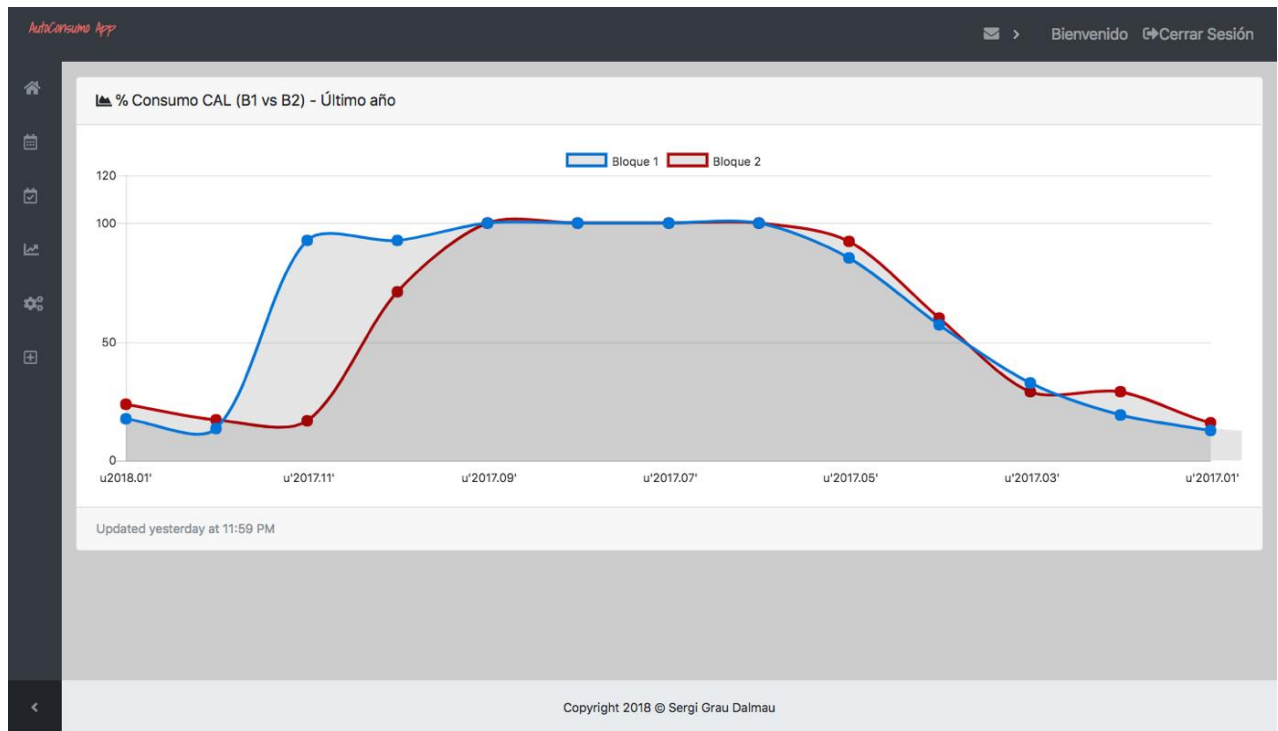 AutoConsumo App
Bienvenido Cerrar Sesión
% Consumo CAL (B1 vs B2) - Último año
Bloque 1 Bloque 2
120
100
50
0
u2018.01' u'2017.11' u'2017.09' u'2017.07' u'2017.05' u'2017.03' u'2017.01'
Updated yesterday at 11:59 PM
Copyright 2018 © Sergi Grau Dalmau